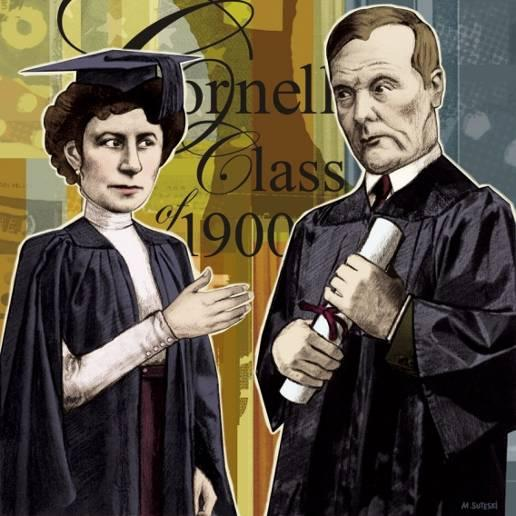 Cornell
Class
of
1900
M.SUTESKI